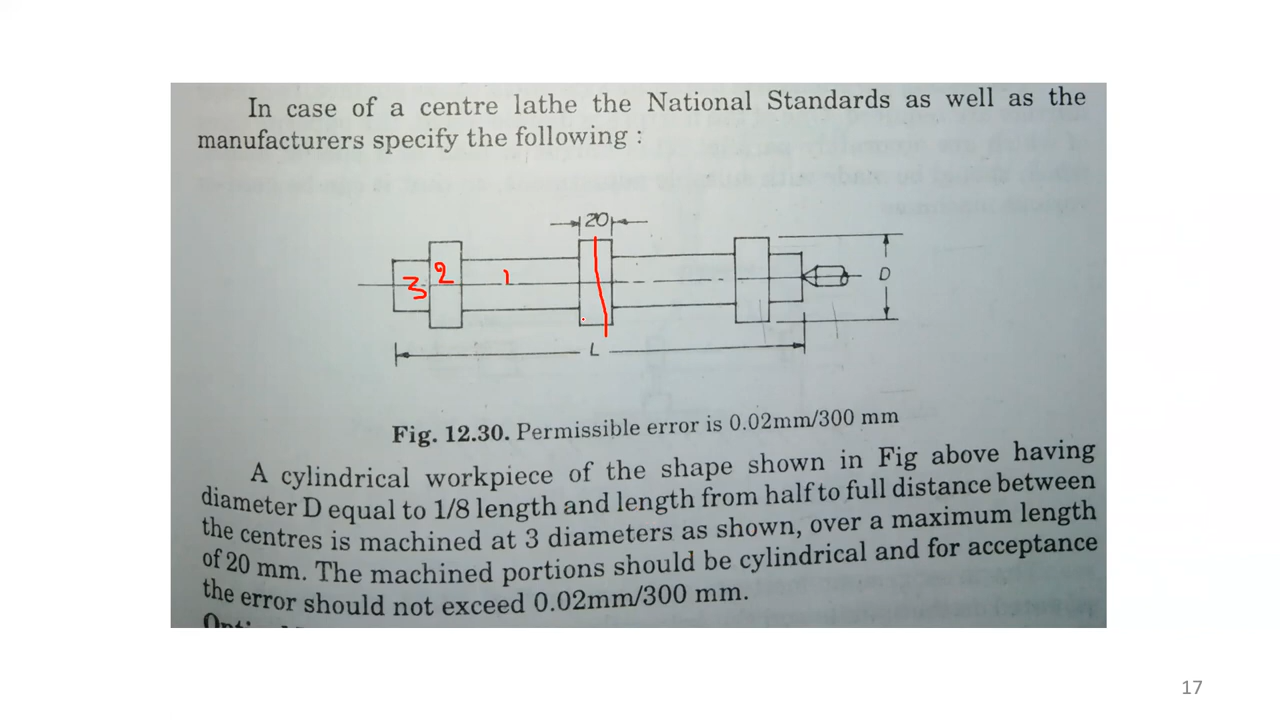 In case of a centre lathe the National Standards as well as the
manufacturers specify the following :
20
3 2 1
D
L
Fig. 12.30. Permissible error is 0.02mm/300 mm
A cylindrical workpiece of the shape shown in Fig above having
diameter D equal to 1/8 length and length from half to full distance between
the centres is machined at 3 diameters as shown, over a maximum length
of 20 mm. The machined portions should be cylindrical and for acceptance
the error should not exceed 0.02mm/300 mm.
17